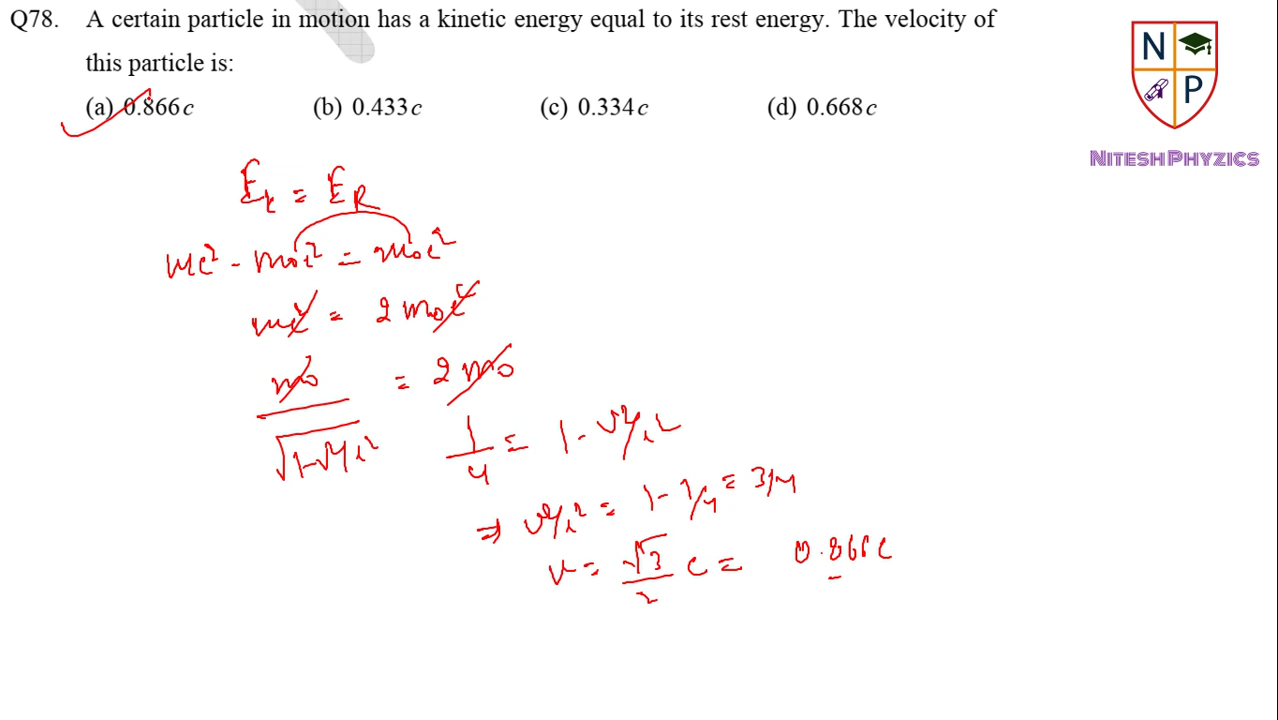 Q78. A certain particle in motion has a kinetic energy equal to its rest energy. The velocity of
this particle is:
(a) 0.866c (b) 0.433c (c) 0.334c (d) 0.668c
N
P
NITESH PHYZICS
E_k = E_R
mc² - m₀c² = m₀c²
mc² = 2m₀c²
m₀/√(1-v²/c²) = 2m₀
1/4 = 1 - v²/c²
⇒ v²/c² = 1 - 1/4 = 3/4
v = √3/2 c = 0.866c